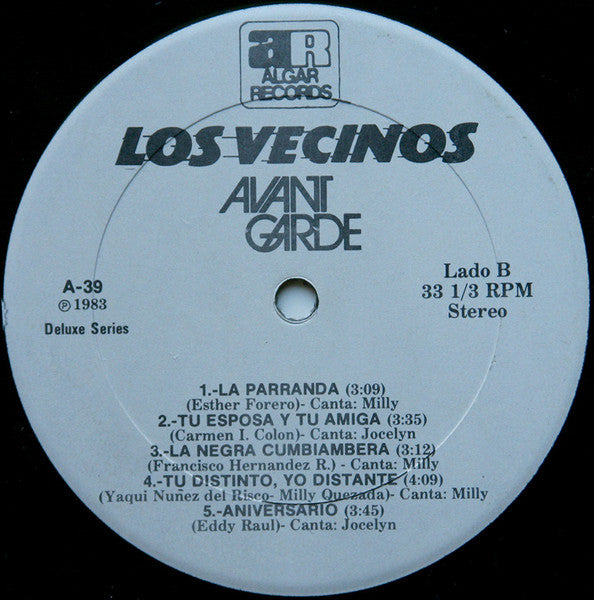 aR
ALGAR
RECORDS
LOS VECINOS
AVANT
GARDE
A-39
℗ 1983
Deluxe Series
Lado B
33 1/3 RPM
Stereo
1.-LA PARRANDA (3:09)
(Esther Forero)- Canta: Milly
2.-TU ESPOSA Y TU AMIGA (3:35)
(Carmen I. Colon)- Canta: Jocelyn
3.-LA NEGRA CUMBIAMBERA (3:12)
(Francisco Hernandez R.) - Canta: Milly
4.-TU DISTINTO, YO DISTANTE (4:09)
(Yaqui Nuñez del Risco- Milly Quezada)- Canta: Milly
5.-ANIVERSARIO (3:45)
(Eddy Raul)- Canta: Jocelyn